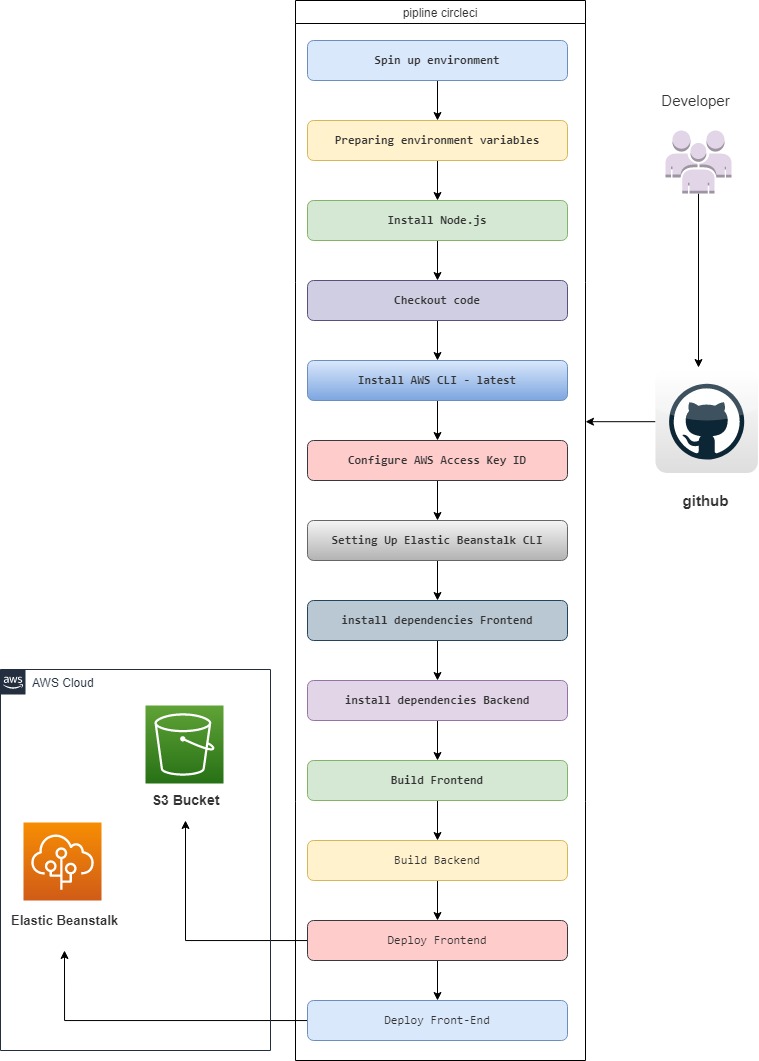 pipline circleci
Spin up environment
Preparing environment variables
Install Node.js
Checkout code
Install AWS CLI - latest
Configure AWS Access Key ID
Setting Up Elastic Beanstalk CLI
install dependencies Frontend
install dependencies Backend
Build Frontend
Build Backend
Deploy Frontend
Deploy Front-End
Developer
github
aws
AWS Cloud
S3 Bucket
Elastic Beanstalk